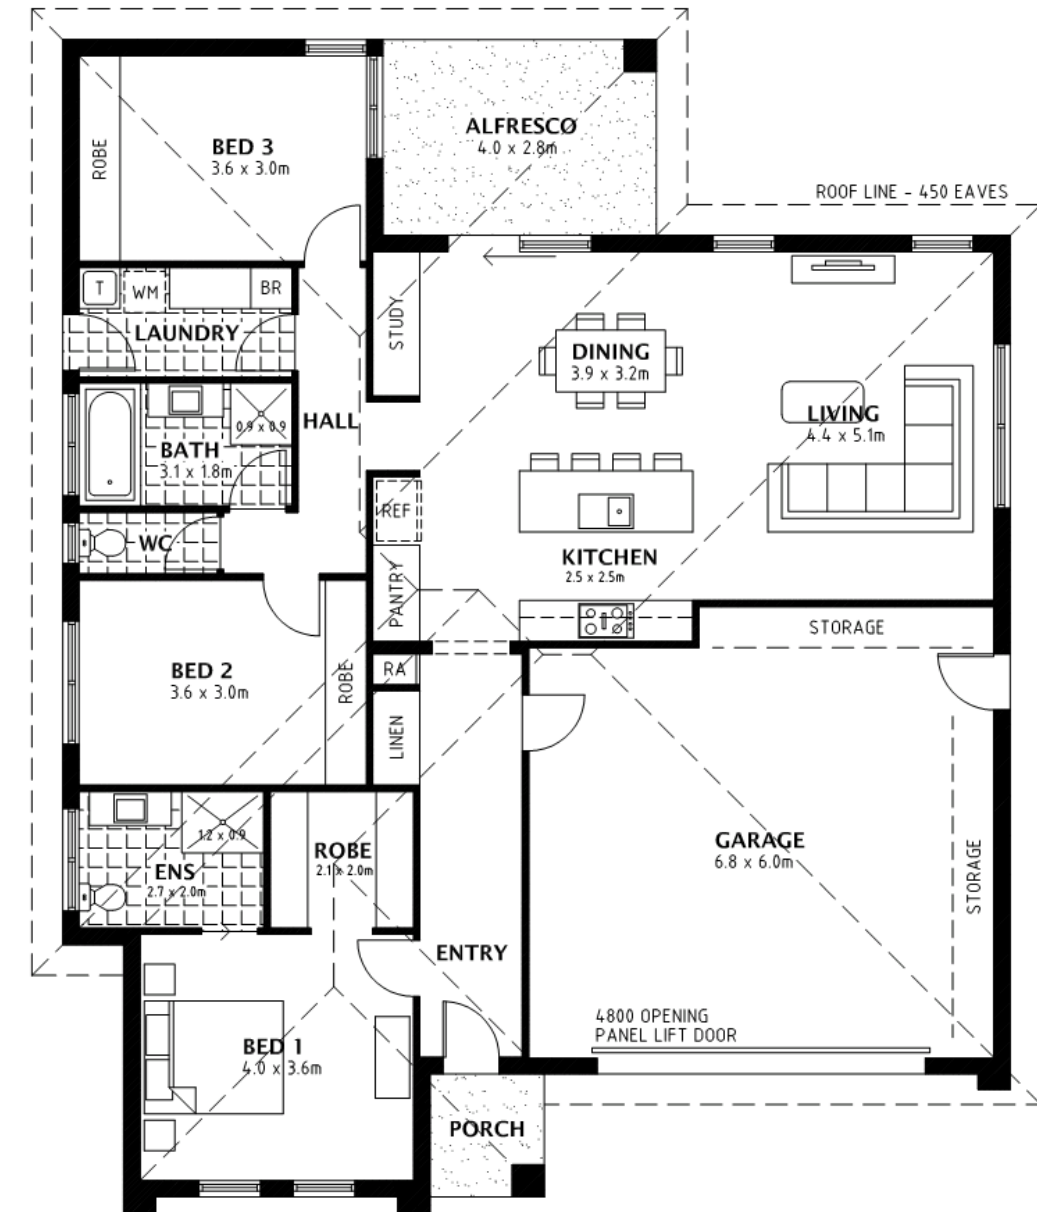 ALFRESCO
4.0 x 2.8m
BED 3
3.6 x 3.0m
ROBE
ROOF LINE - 450 EAVES
T
WM
BR
LAUNDRY
STUDY
DINING
3.9 x 3.2m
HALL
LIVING
4.4 x 5.1m
0.9 x 0.9
BATH
3.1 x 1.8m
REF
WC
KITCHEN
2.5 x 2.5m
PANTRY
STORAGE
BED 2
3.6 x 3.0m
ROBE
RA
LINEN
1.2 x 0.9
ROBE
2.1 x 2.0m
ENS
2.7 x 2.0m
GARAGE
6.8 x 6.0m
STORAGE
ENTRY
4800 OPENING
PANEL LIFT DOOR
BED 1
4.0 x 3.6m
PORCH